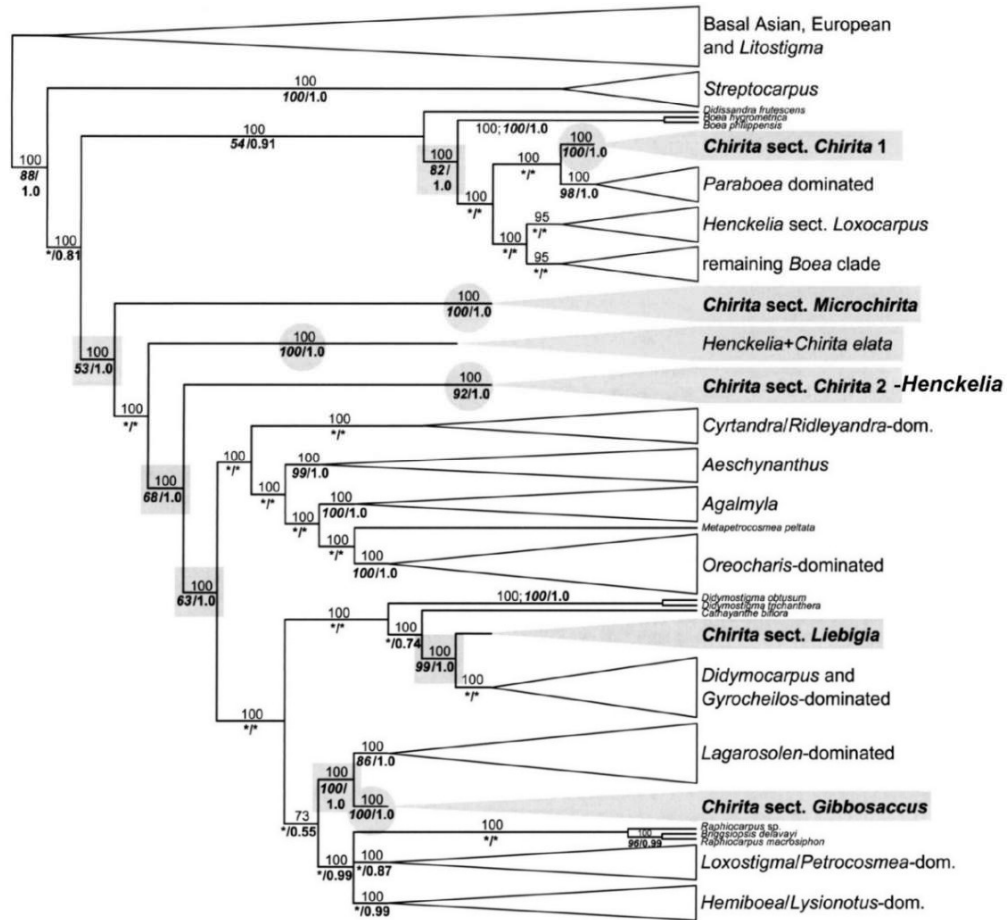 Basal Asian, European
and Litostigma
100
100/1.0
Streptocarpus
100
54/0.91
Didissandra frutescens
Boea hygrometrica
Boea philippensis
100; 100/1.0
100
100/1.0
Chirita sect. Chirita 1
100
88/
1.0
100
82/
1.0
100
*/*
100
98/1.0
Paraboea dominated
100
*/*
95
*/*
Henckelia sect. Loxocarpus
100
*/0.81
100
*/*
95
*/*
remaining Boea clade
100
100/1.0
Chirita sect. Microchirita
100
53/1.0
100
100/1.0
Henckelia+Chirita elata
100
92/1.0
Chirita sect. Chirita 2 -Henckelia
100
*/*
100
*/*
Cyrtandra/Ridleyandra-dom.
100
68/1.0
100
*/*
100
99/1.0
Aeschynanthus
100
*/*
100
100/1.0
Agalmyla
100
*/*
Metapetrocosmea peltata
100
*/*
100
100/1.0
Oreocharis-dominated
100
63/1.0
100
*/*
100; 100/1.0
Didymostigma obtusum
Didymostigma trichanthera
Cathayanthe biflora
100
*/0.74
Chirita sect. Liebigia
100
99/1.0
100
*/*
Didymocarpus and
Gyrocheilos-dominated
100
*/*
100
86/1.0
Lagarosolen-dominated
100
100/
1.0
100
100/1.0
Chirita sect. Gibbosaccus
73
*/0.55
100
*/*
Raphiocarpus sp.
Briggsiopsis delavayi
Raphiocarpus macrosiphon
100
96/0.99
100
*/0.99
100
*/0.87
Loxostigma/Petrocosmea-dom.
100
*/0.99
Hemiboea/Lysionotus-dom.